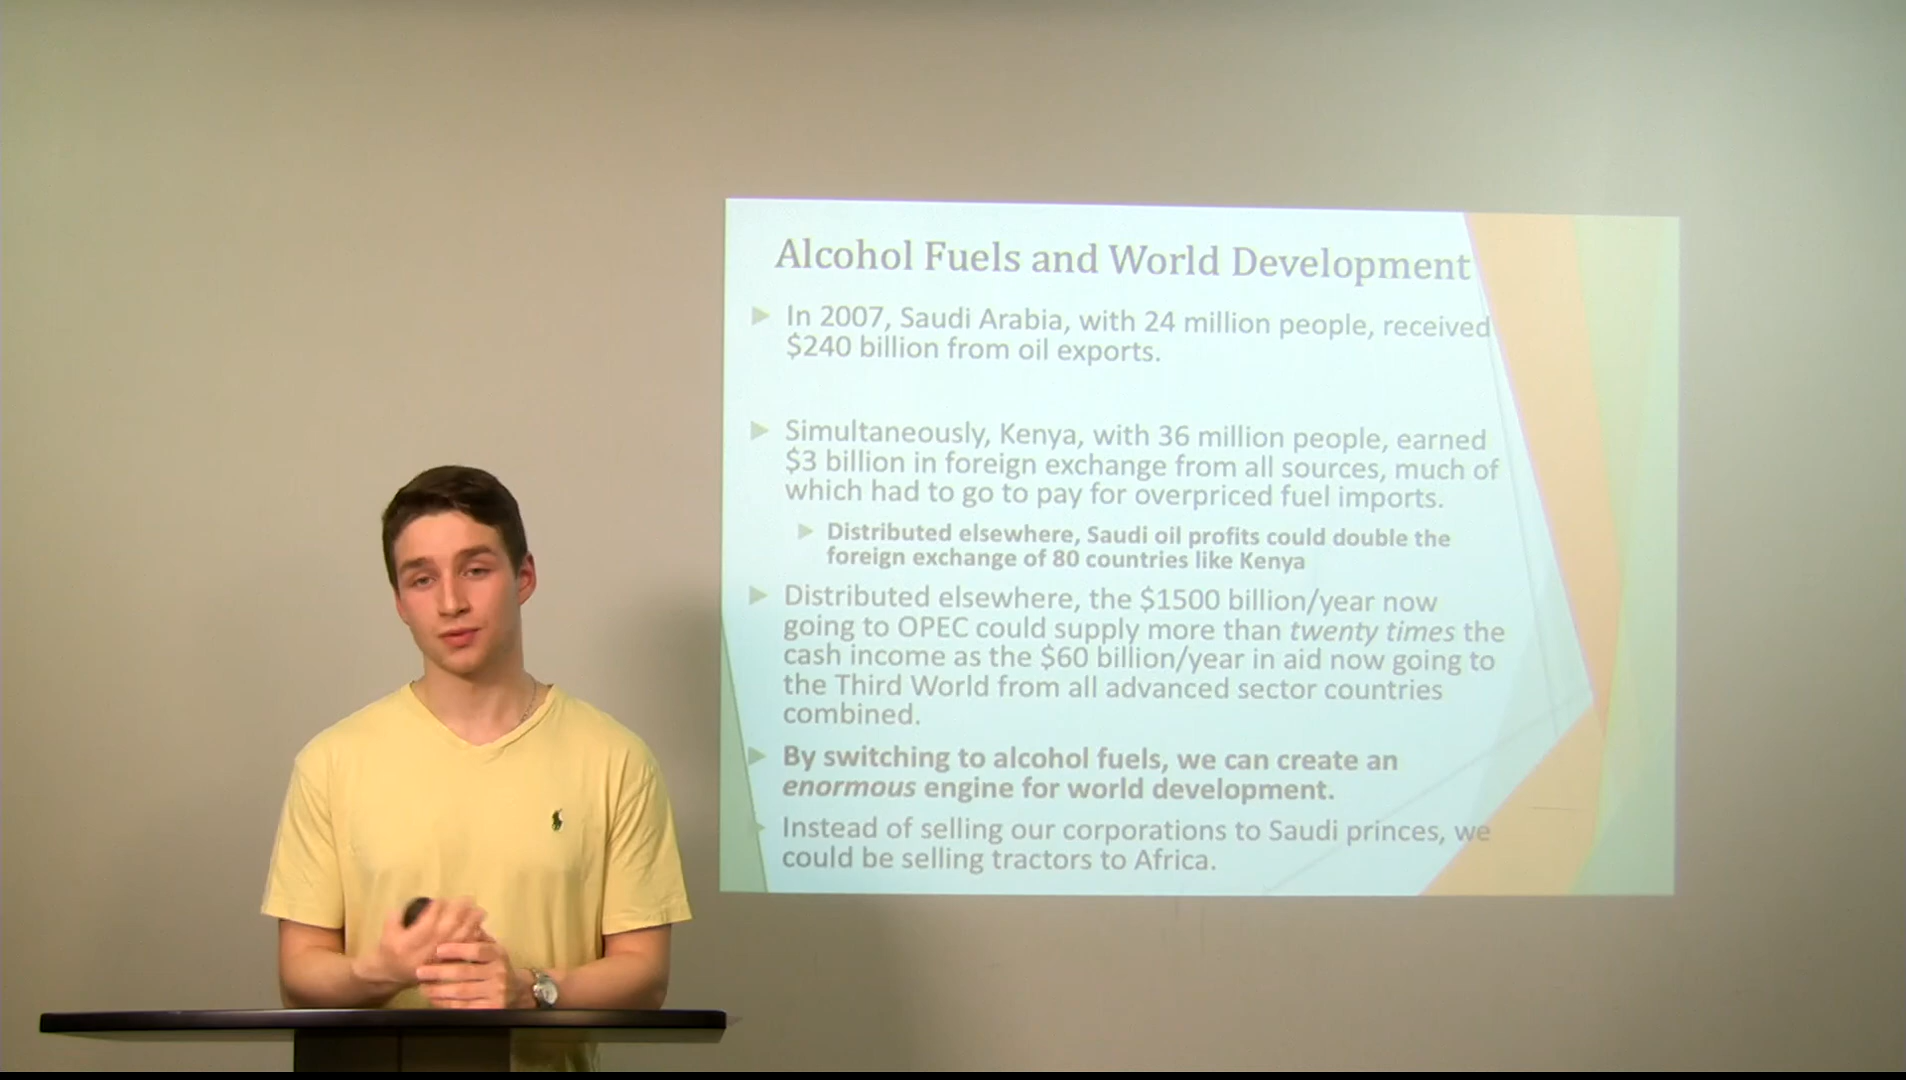 Alcohol Fuels and World Development
In 2007, Saudi Arabia, with 24 million people, received
$240 billion from oil exports.
Simultaneously, Kenya, with 36 million people, earned
$3 billion in foreign exchange from all sources, much of
which had to go to pay for overpriced fuel imports.
Distributed elsewhere, Saudi oil profits could double the
foreign exchange of 80 countries like Kenya
Distributed elsewhere, the $1500 billion/year now
going to OPEC could supply more than twenty times the
cash income as the $60 billion/year in aid now going to
the Third World from all advanced sector countries
combined.
By switching to alcohol fuels, we can create an
enormous engine for world development.
Instead of selling our corporations to Saudi princes, we
could be selling tractors to Africa.